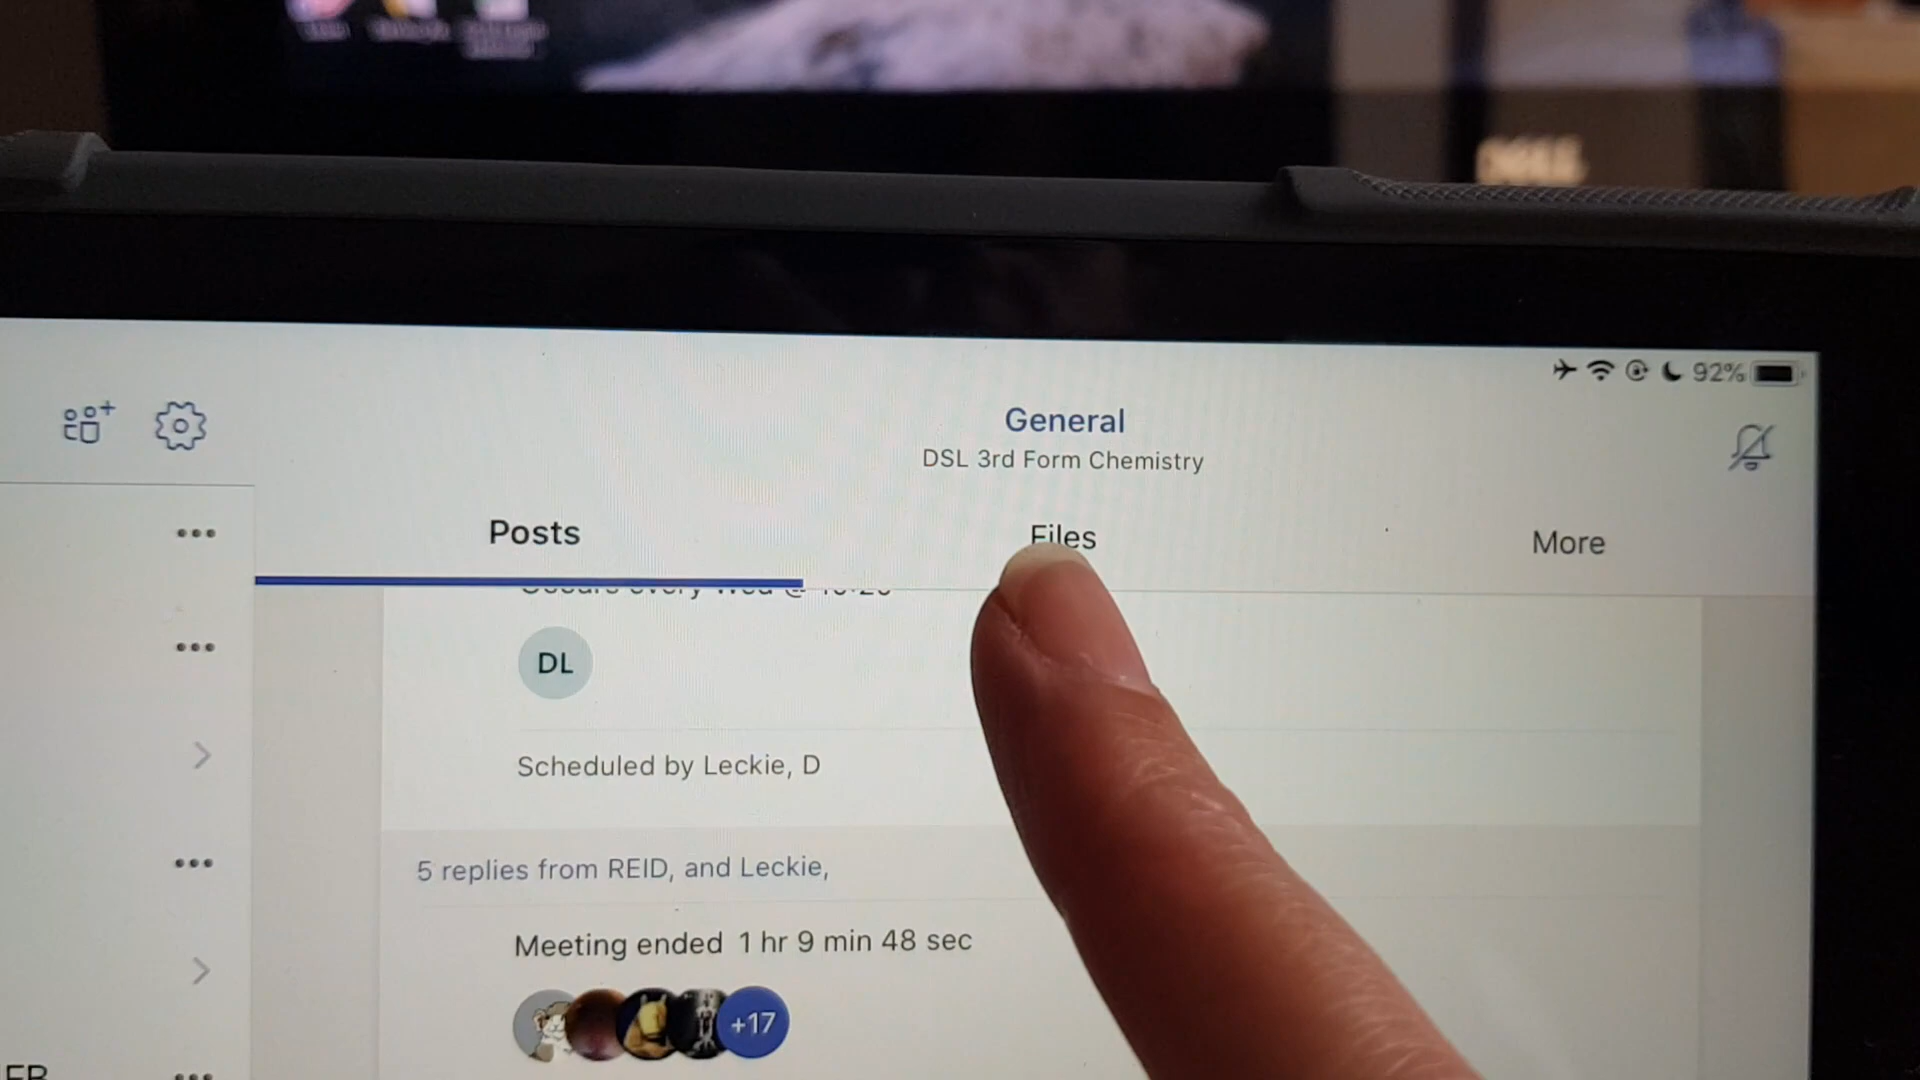 DELL
92%
General
DSL 3rd Form Chemistry
Posts
Files
More
DL
Scheduled by Leckie, D
5 replies from REID, and Leckie,
Meeting ended 1 hr 9 min 48 sec
+17